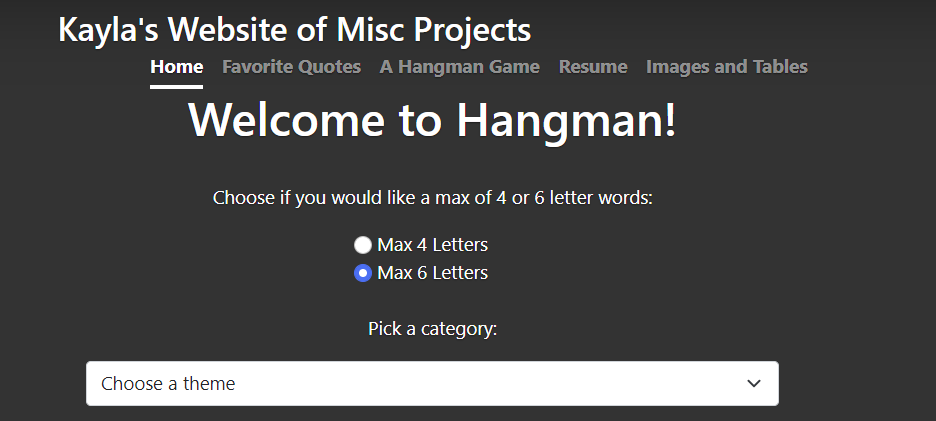 Kayla's Website of Misc Projects
Home Favorite Quotes A Hangman Game Resume Images and Tables
Welcome to Hangman!
Choose if you would like a max of 4 or 6 letter words:
Max 4 Letters
Max 6 Letters
Pick a category:
Choose a theme